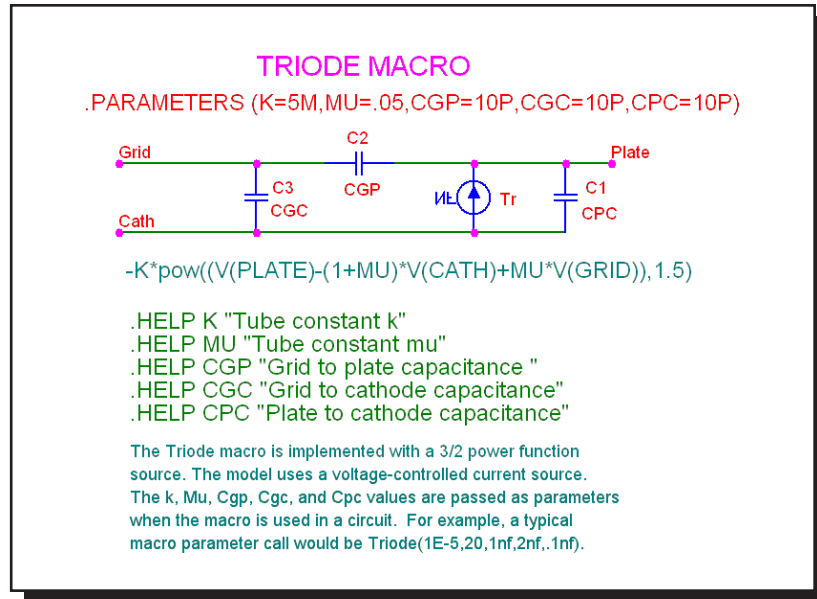 TRIODE MACRO
.PARAMETERS (K=5M,MU=.05,CGP=10P,CGC=10P,CPC=10P)
C2
Grid
Plate
C3
CGP
Tr
C1
CGC
CPC
Cath
-K*pow((V(PLATE)-(1+MU)*V(CATH)+MU*V(GRID)),1.5)
.HELP K "Tube constant k"
.HELP MU "Tube constant mu"
.HELP CGP "Grid to plate capacitance "
.HELP CGC "Grid to cathode capacitance"
.HELP CPC "Plate to cathode capacitance"
The Triode macro is implemented with a 3/2 power function
source. The model uses a voltage-controlled current source.
The k, Mu, Cgp, Cgc, and Cpc values are passed as parameters
when the macro is used in a circuit.  For example, a typical
macro parameter call would be Triode(1E-5,20,1nf,2nf,.1nf).